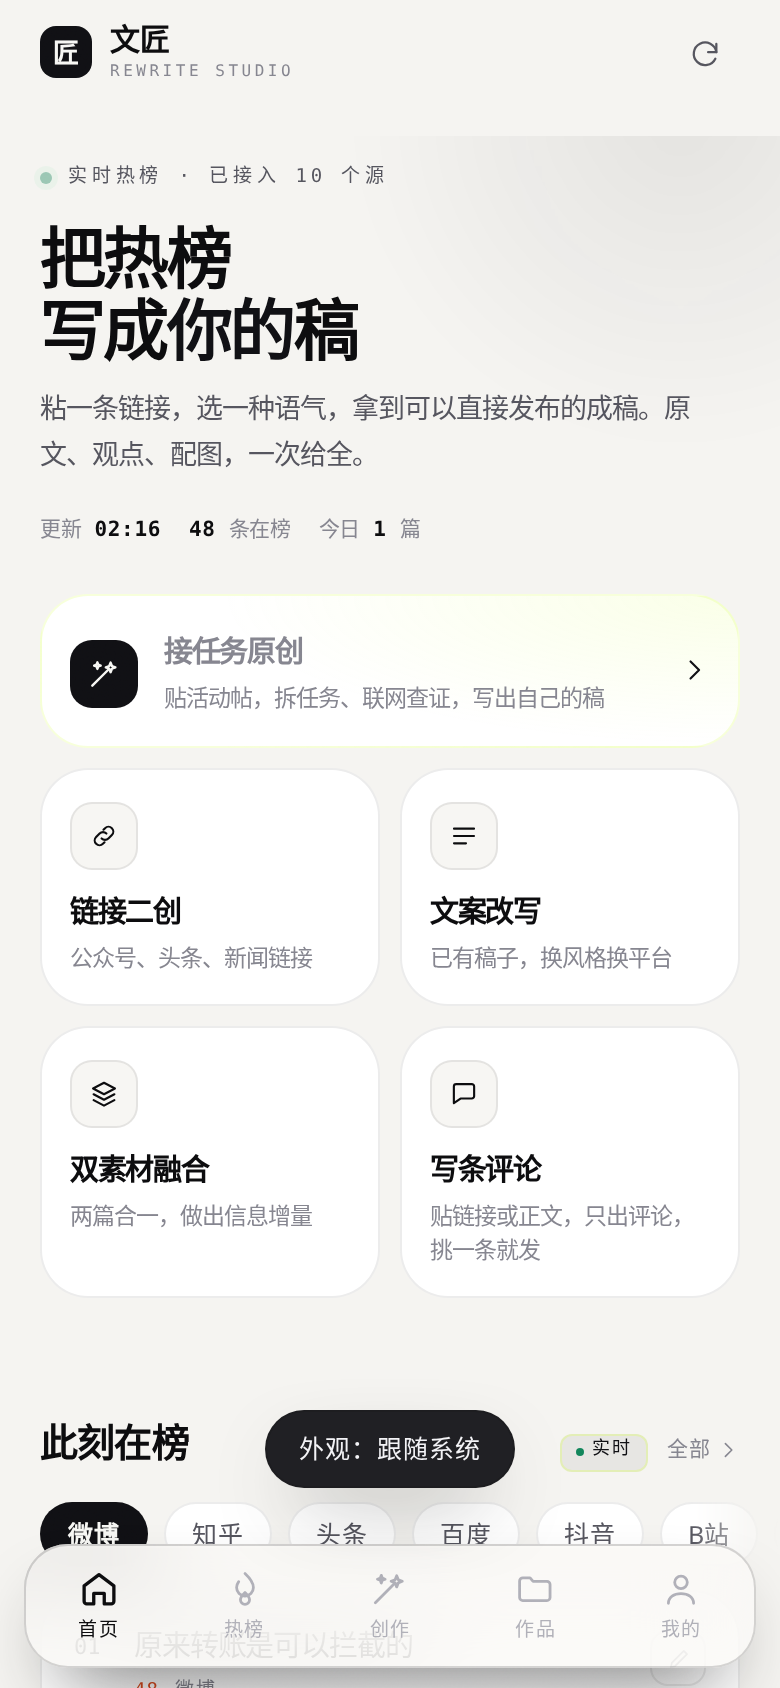 匠
文匠
REWRITE STUDIO
实时热榜 · 已接入 10 个源
把热榜
写成你的稿
粘一条链接，选一种语气，拿到可以直接发布的成稿。原
文、观点、配图，一次给全。
更新 02:16 48 条在榜 今日 1 篇
接任务原创
贴活动帖，拆任务、联网查证，写出自己的稿
链接二创
公众号、头条、新闻链接
文案改写
已有稿子，换风格换平台
双素材融合
两篇合一，做出信息增量
写条评论
贴链接或正文，只出评论，
挑一条就发
此刻在榜
外观：跟随系统
实时
全部
微博 知乎 头条 百度 抖音 B站
首页 热榜 创作 作品 我的
01 原来转账是可以拦截的
48 微博